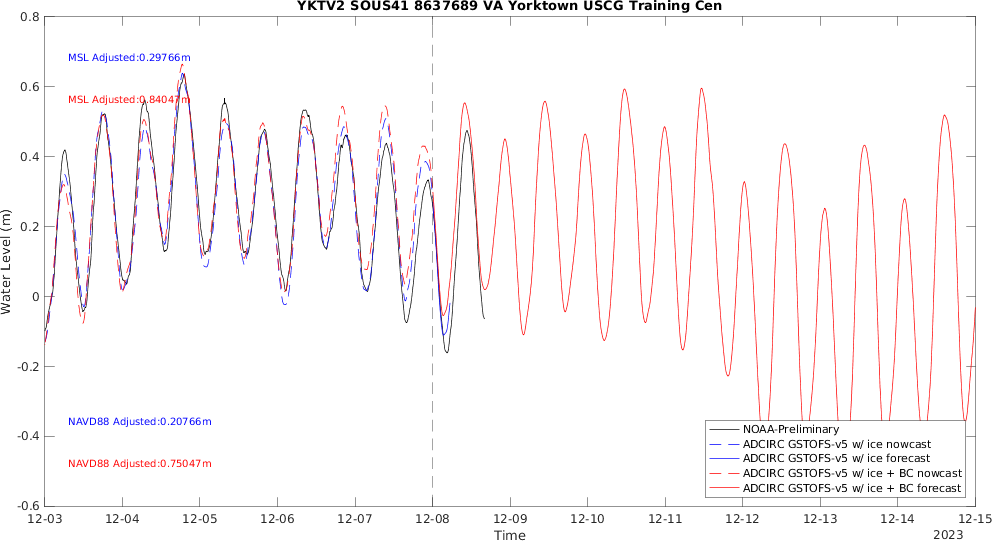 YKTV2 SOUS41 8637689 VA Yorktown USCG Training Cen
0.8
MSL Adjusted:0.29766m
0.6
MSL Adjusted:0.84047m
0.4
0.2
Water Level (m)
0
-0.2
NAVD88 Adjusted:0.20766m
-0.4
NAVD88 Adjusted:0.75047m
-0.6
NOAA-Preliminary
ADCIRC GSTOFS-v5 w/ ice nowcast
ADCIRC GSTOFS-v5 w/ ice forecast
ADCIRC GSTOFS-v5 w/ ice + BC nowcast
ADCIRC GSTOFS-v5 w/ ice + BC forecast
12-03 12-04 12-05 12-06 12-07 12-08 12-09 12-10 12-11 12-12 12-13 12-14 12-15
Time
2023